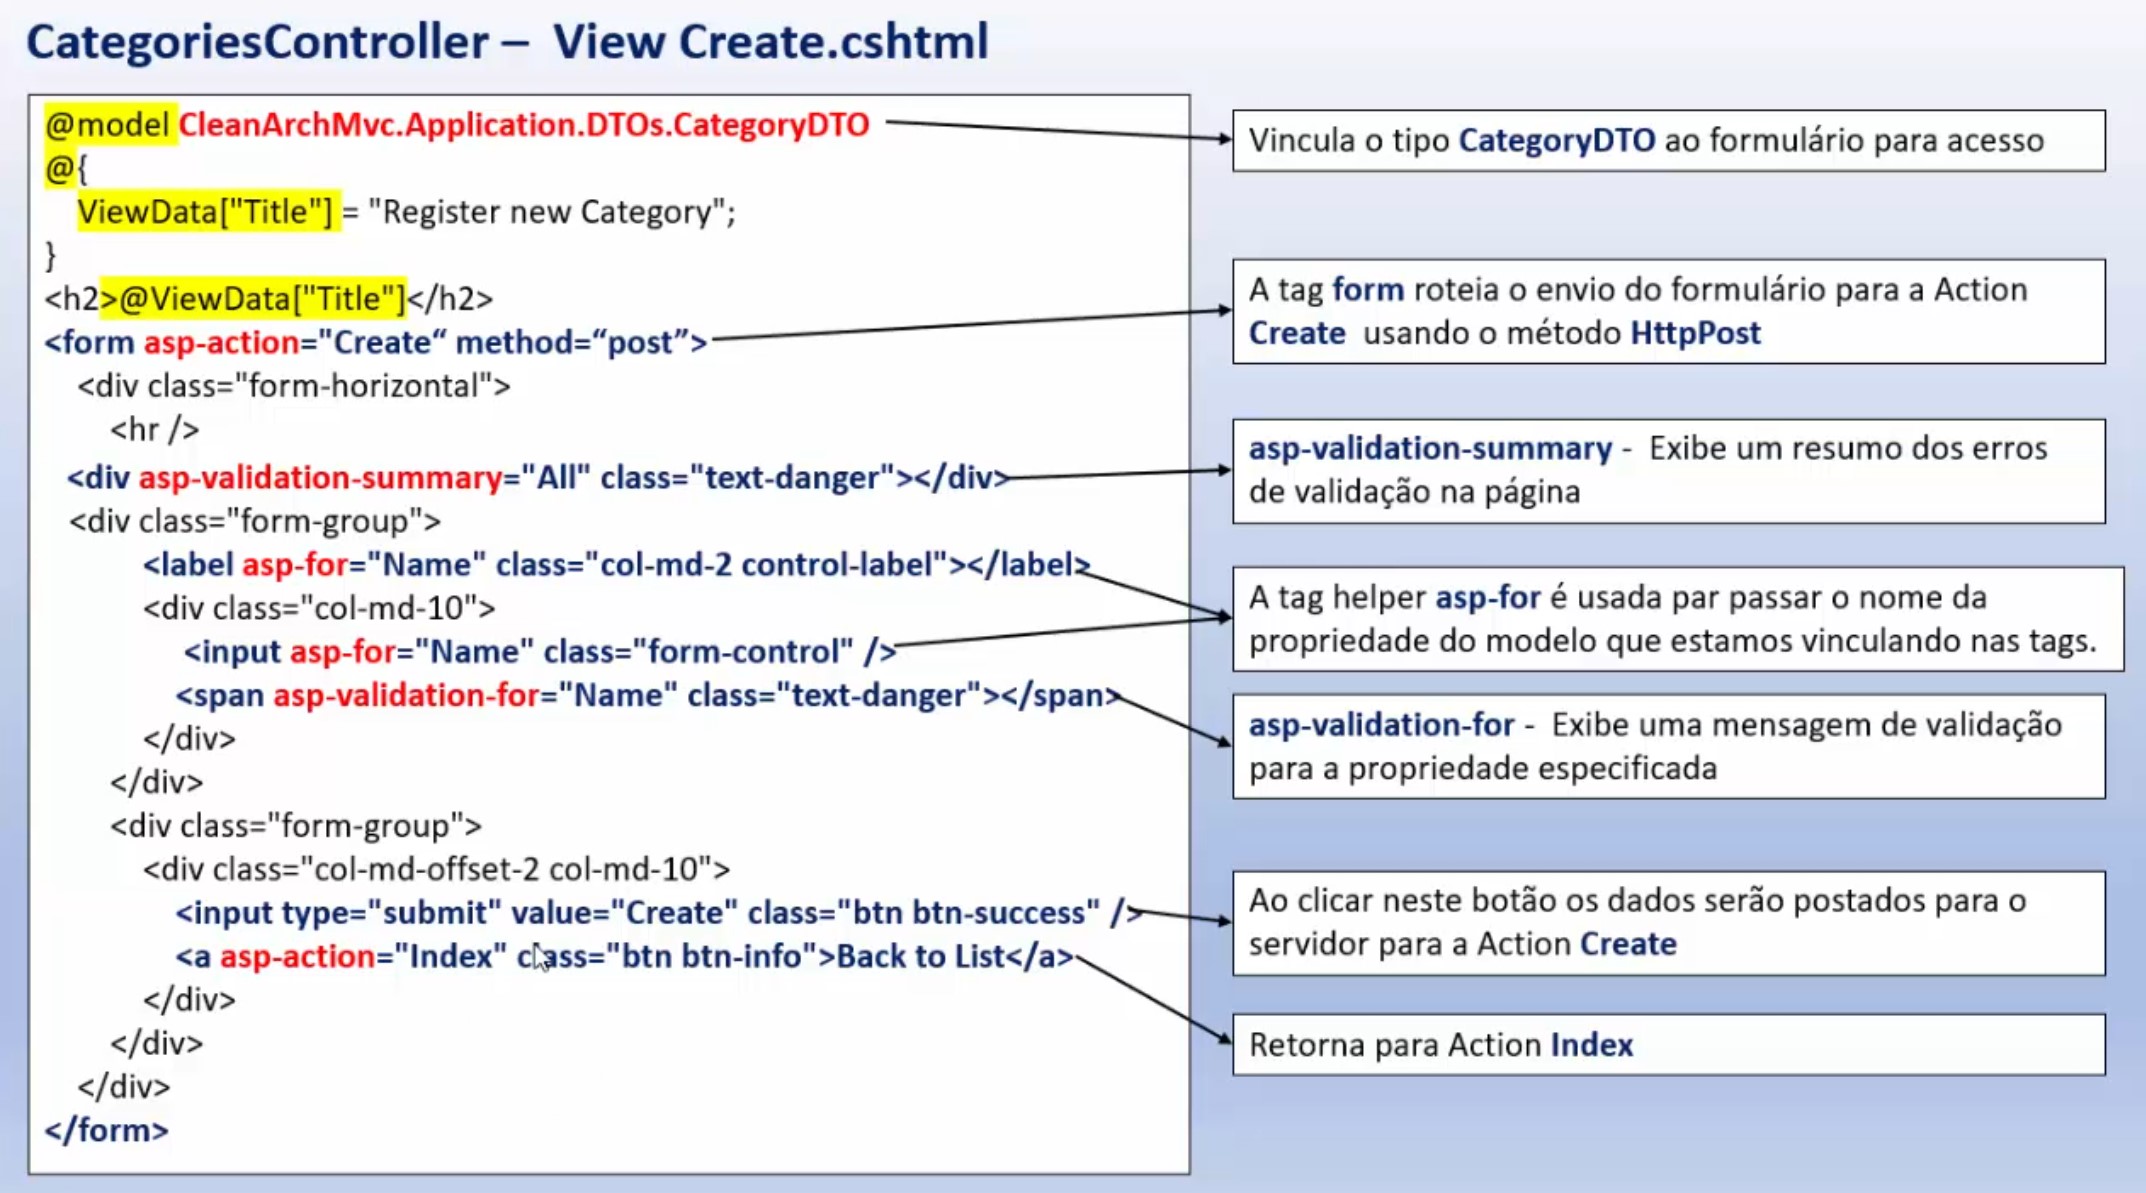 CategoriesController – View Create.cshtml
@model CleanArchMvc.Application.DTOs.CategoryDTO
@{
ViewData["Title"] = "Register new Category";
}
<h2>@ViewData["Title"]</h2>
<form asp-action="Create“ method=“post”>
<div class="form-horizontal">
<hr />
<div asp-validation-summary="All" class="text-danger"></div>
<div class="form-group">
<label asp-for="Name" class="col-md-2 control-label"></label>
<div class="col-md-10">
<input asp-for="Name" class="form-control" />
<span asp-validation-for="Name" class="text-danger"></span>
</div>
</div>
<div class="form-group">
<div class="col-md-offset-2 col-md-10">
<input type="submit" value="Create" class="btn btn-success" />
<a asp-action="Index" class="btn btn-info">Back to List</a>
</div>
</div>
</div>
</form>
Vincula o tipo CategoryDTO ao formulário para acesso
A tag form roteia o envio do formulário para a Action
Create usando o método HttpPost
asp-validation-summary - Exibe um resumo dos erros
de validação na página
A tag helper asp-for é usada par passar o nome da
propriedade do modelo que estamos vinculando nas tags.
asp-validation-for - Exibe uma mensagem de validação
para a propriedade especificada
Ao clicar neste botão os dados serão postados para o
servidor para a Action Create
Retorna para Action Index